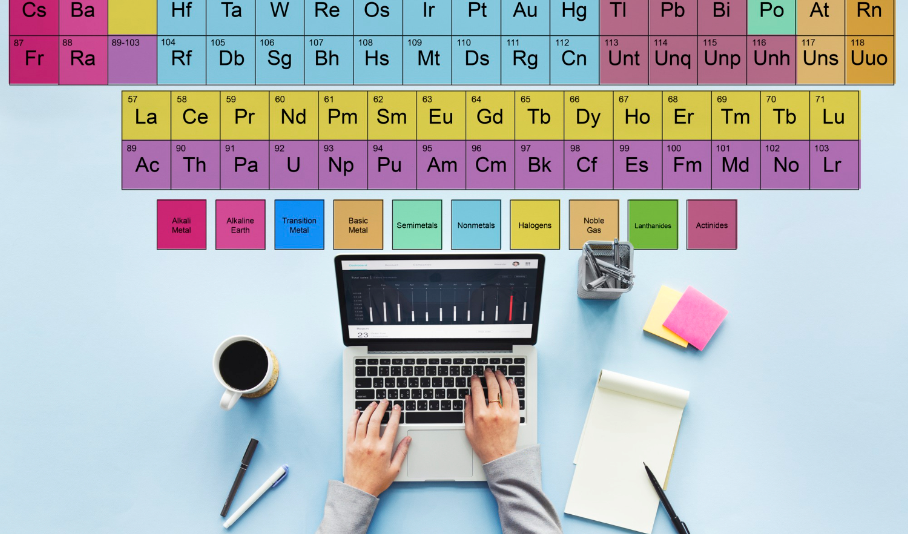 Cs Ba Hf Ta W Re Os Ir Pt Au Hg Tl Pb Bi Po At Rn
87 88 89-103 104 105 106 107 108 109 110 111 112 113 114 115 116 117 118
Fr Ra Rf Db Sg Bh Hs Mt Ds Rg Cn Unt Unq Unp Unh Uns Uuo
57 58 59 60 61 62 63 64 65 66 67 68 69 70 71
La Ce Pr Nd Pm Sm Eu Gd Tb Dy Ho Er Tm Tb Lu
89 90 91 92 93 94 95 96 97 98 99 100 101 102 103
Ac Th Pa U Np Pu Am Cm Bk Cf Es Fm Md No Lr
Alkali Alkaline Transition Basic Semimetals Nonmetals Halogens Noble Lanthanides Actinides
Metal Earth Metal Metal Gas
23